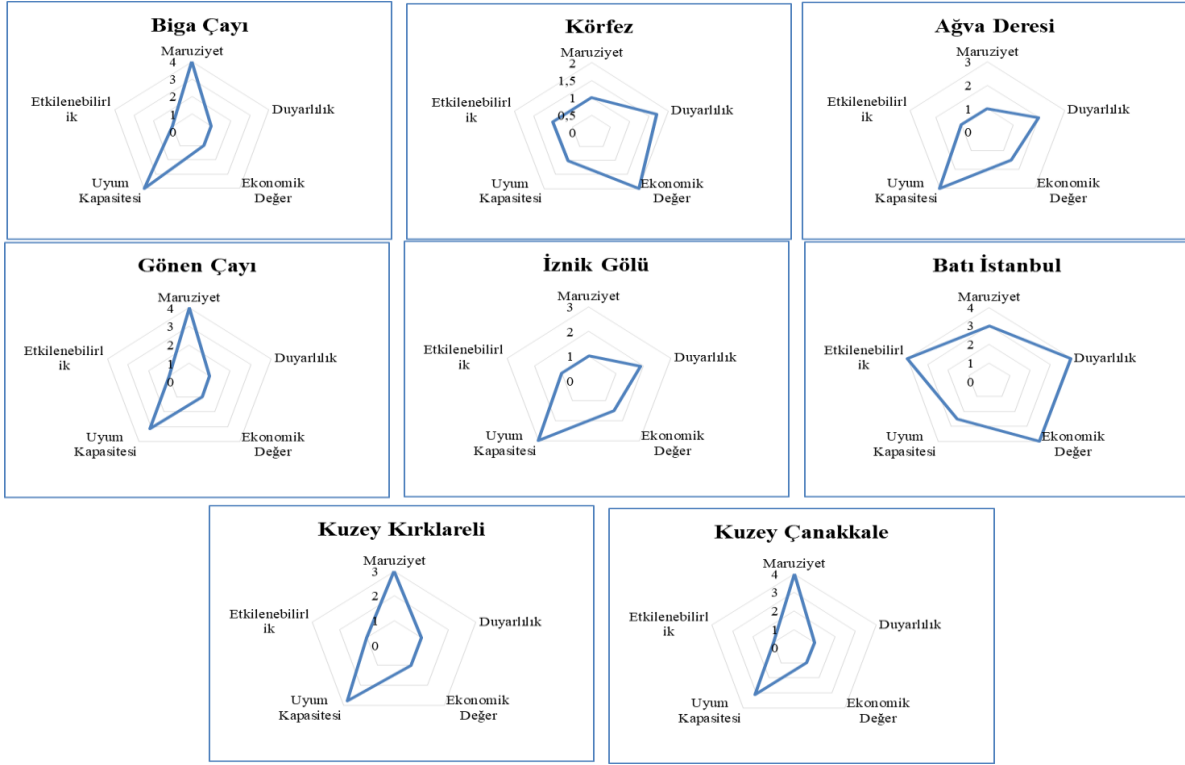 Biga Çayı
Maruziyet
4
3
2
1
0
Duyarlılık
Ekonomik
Değer
Uyum
Kapasitesi
Etkilenebilirl
ik
Körfez
Maruziyet
2
1,5
1
0,5
0
Duyarlılık
Ekonomik
Değer
Uyum
Kapasitesi
Etkilenebilirlik
Ağva Deresi
Maruziyet
3
2
1
0
Duyarlılık
Ekonomik
Değer
Uyum
Kapasitesi
Etkilenebilirlik
Gönen Çayı
Maruziyet
4
3
2
1
0
Duyarlılık
Ekonomik
Değer
Uyum
Kapasitesi
Etkilenebilirl
ik
İznik Gölü
Maruziyet
3
2
1
0
Duyarlılık
Ekonomik
Değer
Uyum
Kapasitesi
Etkilenebilirl
ik
Batı İstanbul
Maruziyet
4
3
2
1
0
Duyarlılık
Ekonomik
Değer
Uyum
Kapasitesi
Etkilenebilirl
ik
Kuzey Kırklareli
Maruziyet
3
2
1
0
Duyarlılık
Ekonomik
Değer
Uyum
Kapasitesi
Etkilenebilirl
ik
Kuzey Çanakkale
Maruziyet
4
3
2
1
0
Duyarlılık
Ekonomik
Değer
Uyum
Kapasitesi
Etkilenebilirl
ik